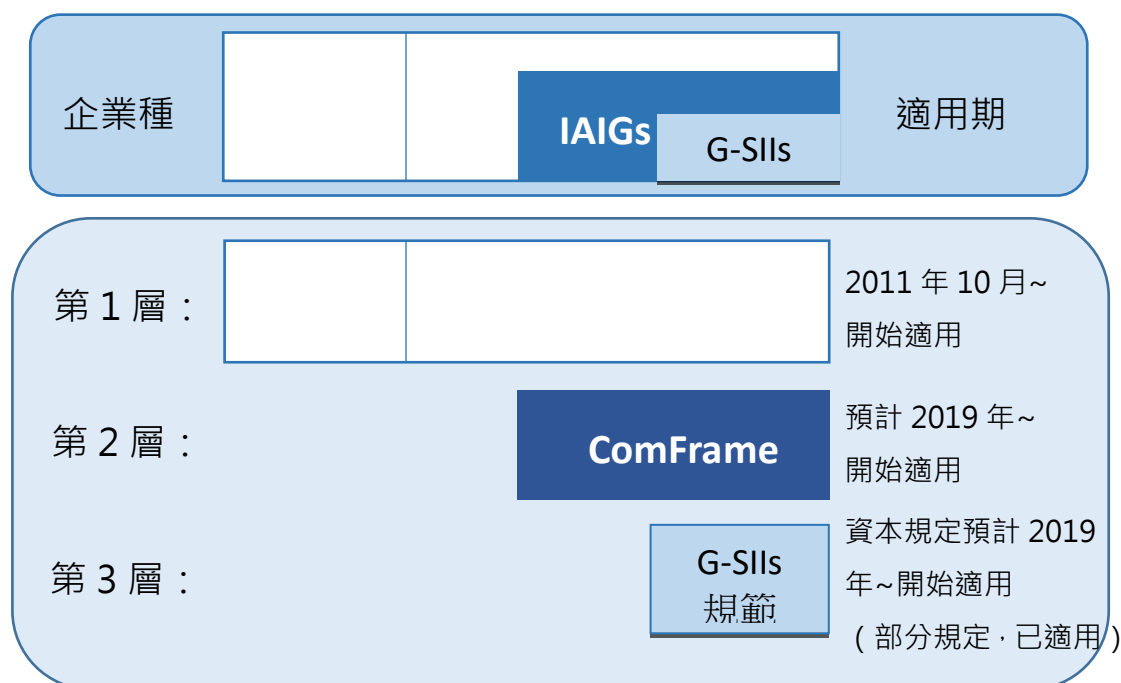 企業種
IAIGs
G-SIIs
適用期
第 1 層：
2011 年 10 月~
開始適用
第 2 層：
ComFrame
預計 2019 年~
開始適用
第 3 層：
G-SIIs
規範
資本規定預計 2019
年~開始適用
（部分規定，已適用）